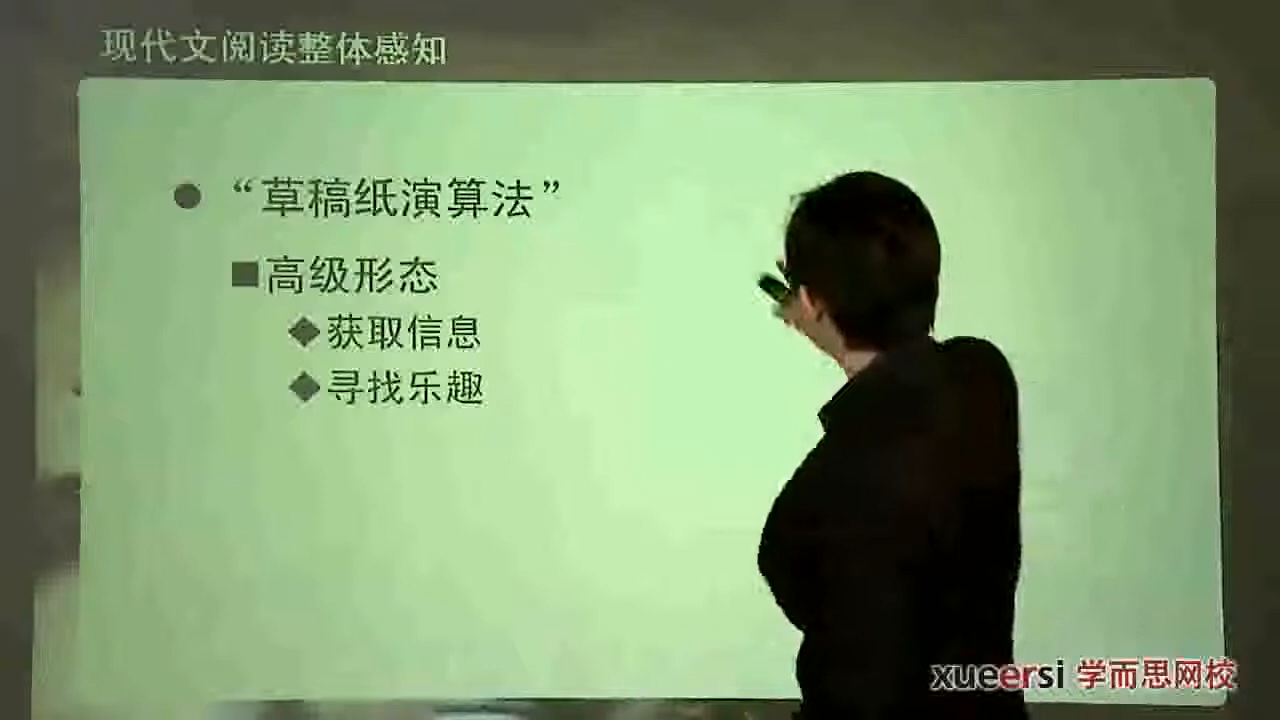 现代文阅读整体感知
“草稿纸演算法”
高级形态
获取信息
寻找乐趣
xueersi 学而思网校